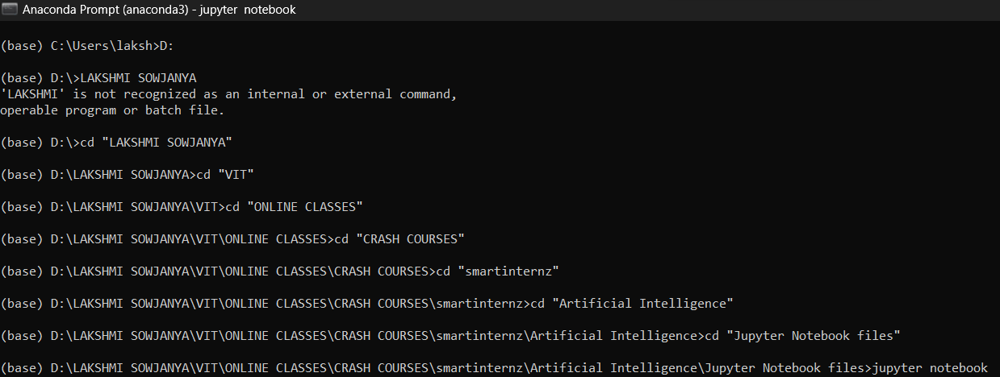 Anaconda Prompt (anaconda3) - jupyter  notebook
(base) C:\Users\laksh>D:
(base) D:\>LAKSHMI SOWJANYA
'LAKSHMI' is not recognized as an internal or external command,
operable program or batch file.
(base) D:\>cd "LAKSHMI SOWJANYA"
(base) D:\LAKSHMI SOWJANYA>cd "VIT"
(base) D:\LAKSHMI SOWJANYA\VIT>cd "ONLINE CLASSES"
(base) D:\LAKSHMI SOWJANYA\VIT\ONLINE CLASSES>cd "CRASH COURSES"
(base) D:\LAKSHMI SOWJANYA\VIT\ONLINE CLASSES\CRASH COURSES>cd "smartinternz"
(base) D:\LAKSHMI SOWJANYA\VIT\ONLINE CLASSES\CRASH COURSES\smartinternz>cd "Artificial Intelligence"
(base) D:\LAKSHMI SOWJANYA\VIT\ONLINE CLASSES\CRASH COURSES\smartinternz\Artificial Intelligence>cd "Jupyter Notebook files"
(base) D:\LAKSHMI SOWJANYA\VIT\ONLINE CLASSES\CRASH COURSES\smartinternz\Artificial Intelligence\Jupyter Notebook files>jupyter notebook